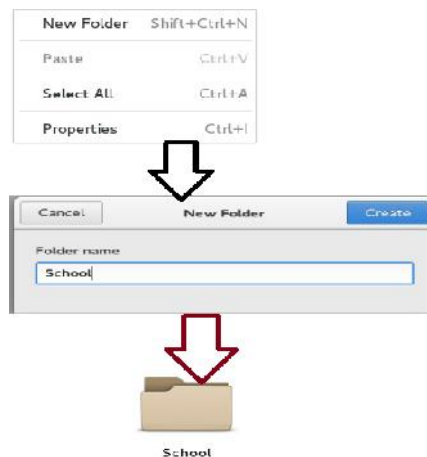 New Folder Shift+Ctrl+N
Paste Ctrl+V
Select All Ctrl+A
Properties Ctrl+I
Cancel New Folder Create
Folder name
School
School